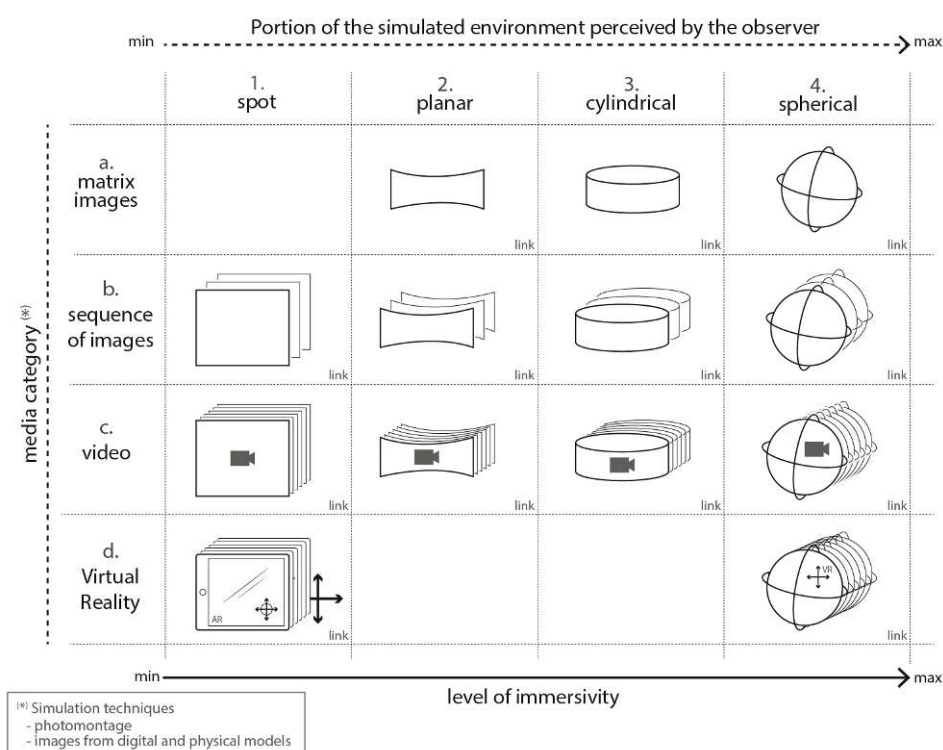 Portion of the simulated environment perceived by the observer
min
max
1.
spot
2.
planar
3.
cylindrical
4.
spherical
media category (*)
a.
matrix
images
link
link
link
b.
sequence
of images
link
link
link
link
c.
video
link
link
link
link
d.
Virtual
Reality
AR
link
VR
link
min
max
level of immersivity
(*) Simulation techniques
- photomontage
- images from digital and physical models